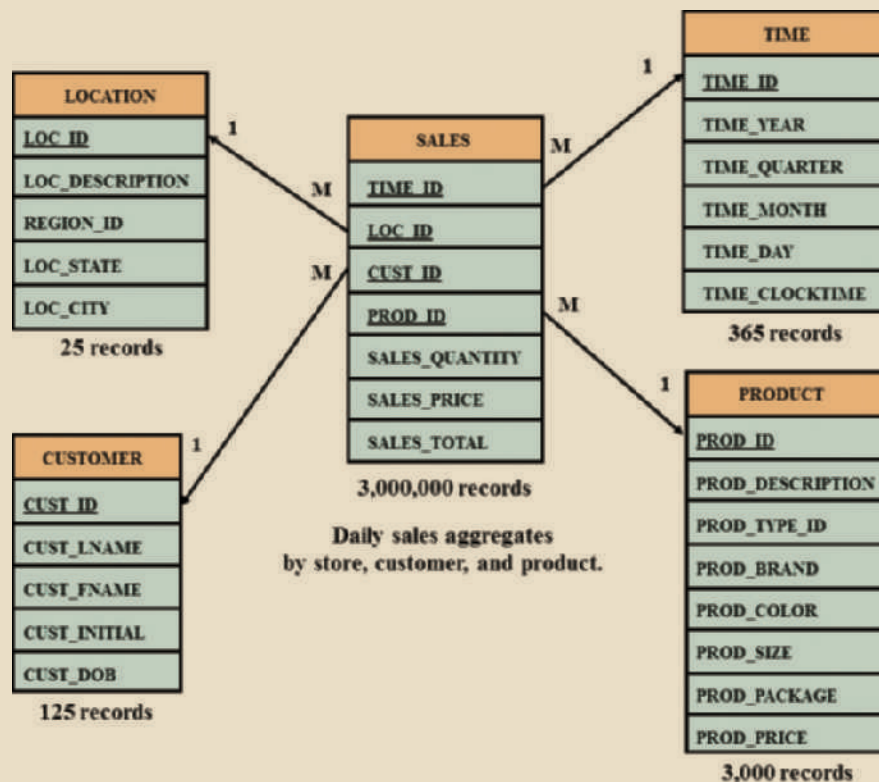 LOCATION
LOC_ID
LOC_DESCRIPTION
REGION_ID
LOC_STATE
LOC_CITY
25 records
CUSTOMER
CUST_ID
CUST_LNAME
CUST_FNAME
CUST_INITIAL
CUST_DOB
125 records
1
M
M
1
SALES
TIME_ID
LOC_ID
CUST_ID
PROD_ID
SALES_QUANTITY
SALES_PRICE
SALES_TOTAL
3,000,000 records
Daily sales aggregates
by store, customer, and product.
1
M
M
1
TIME
TIME_ID
TIME_YEAR
TIME_QUARTER
TIME_MONTH
TIME_DAY
TIME_CLOCKTIME
365 records
PRODUCT
PROD_ID
PROD_DESCRIPTION
PROD_TYPE_ID
PROD_BRAND
PROD_COLOR
PROD_SIZE
PROD_PACKAGE
PROD_PRICE
3,000 records